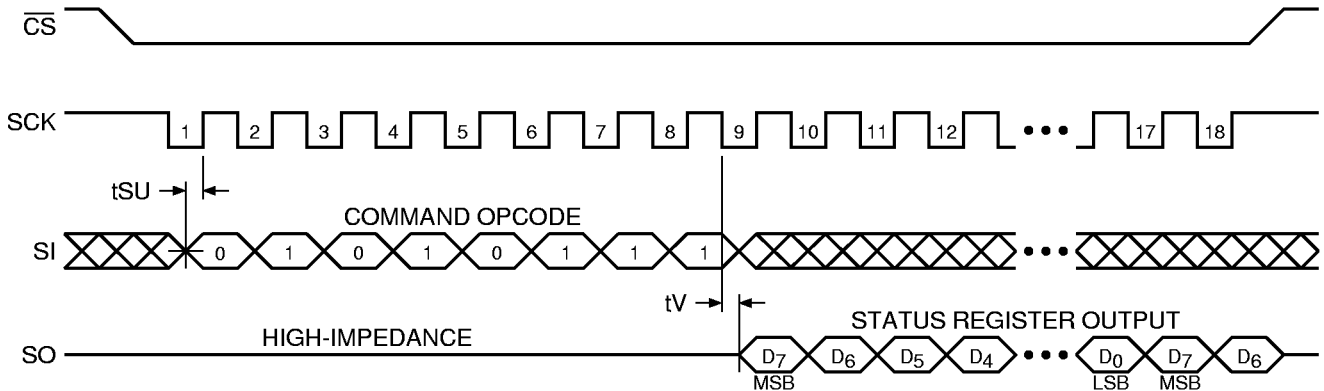 CS
SCK 1 2 3 4 5 6 7 8 9 10 11 12 17 18
tSU
COMMAND OPCODE
SI 0 1 0 1 0 1 1 1
tV
HIGH-IMPEDANCE STATUS REGISTER OUTPUT
SO D7 D6 D5 D4 D0 D7 D6
MSB LSB MSB